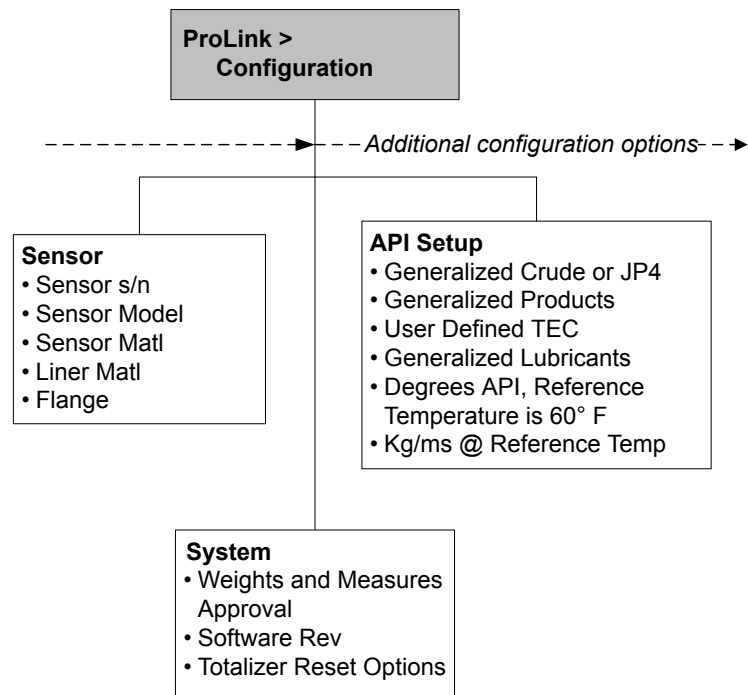 ProLink >
Configuration
Additional configuration options
Sensor
• Sensor s/n
• Sensor Model
• Sensor Matl
• Liner Matl
• Flange
API Setup
• Generalized Crude or JP4
• Generalized Products
• User Defined TEC
• Generalized Lubricants
• Degrees API, Reference
Temperature is 60° F
• Kg/ms @ Reference Temp
System
• Weights and Measures
Approval
• Software Rev
• Totalizer Reset Options